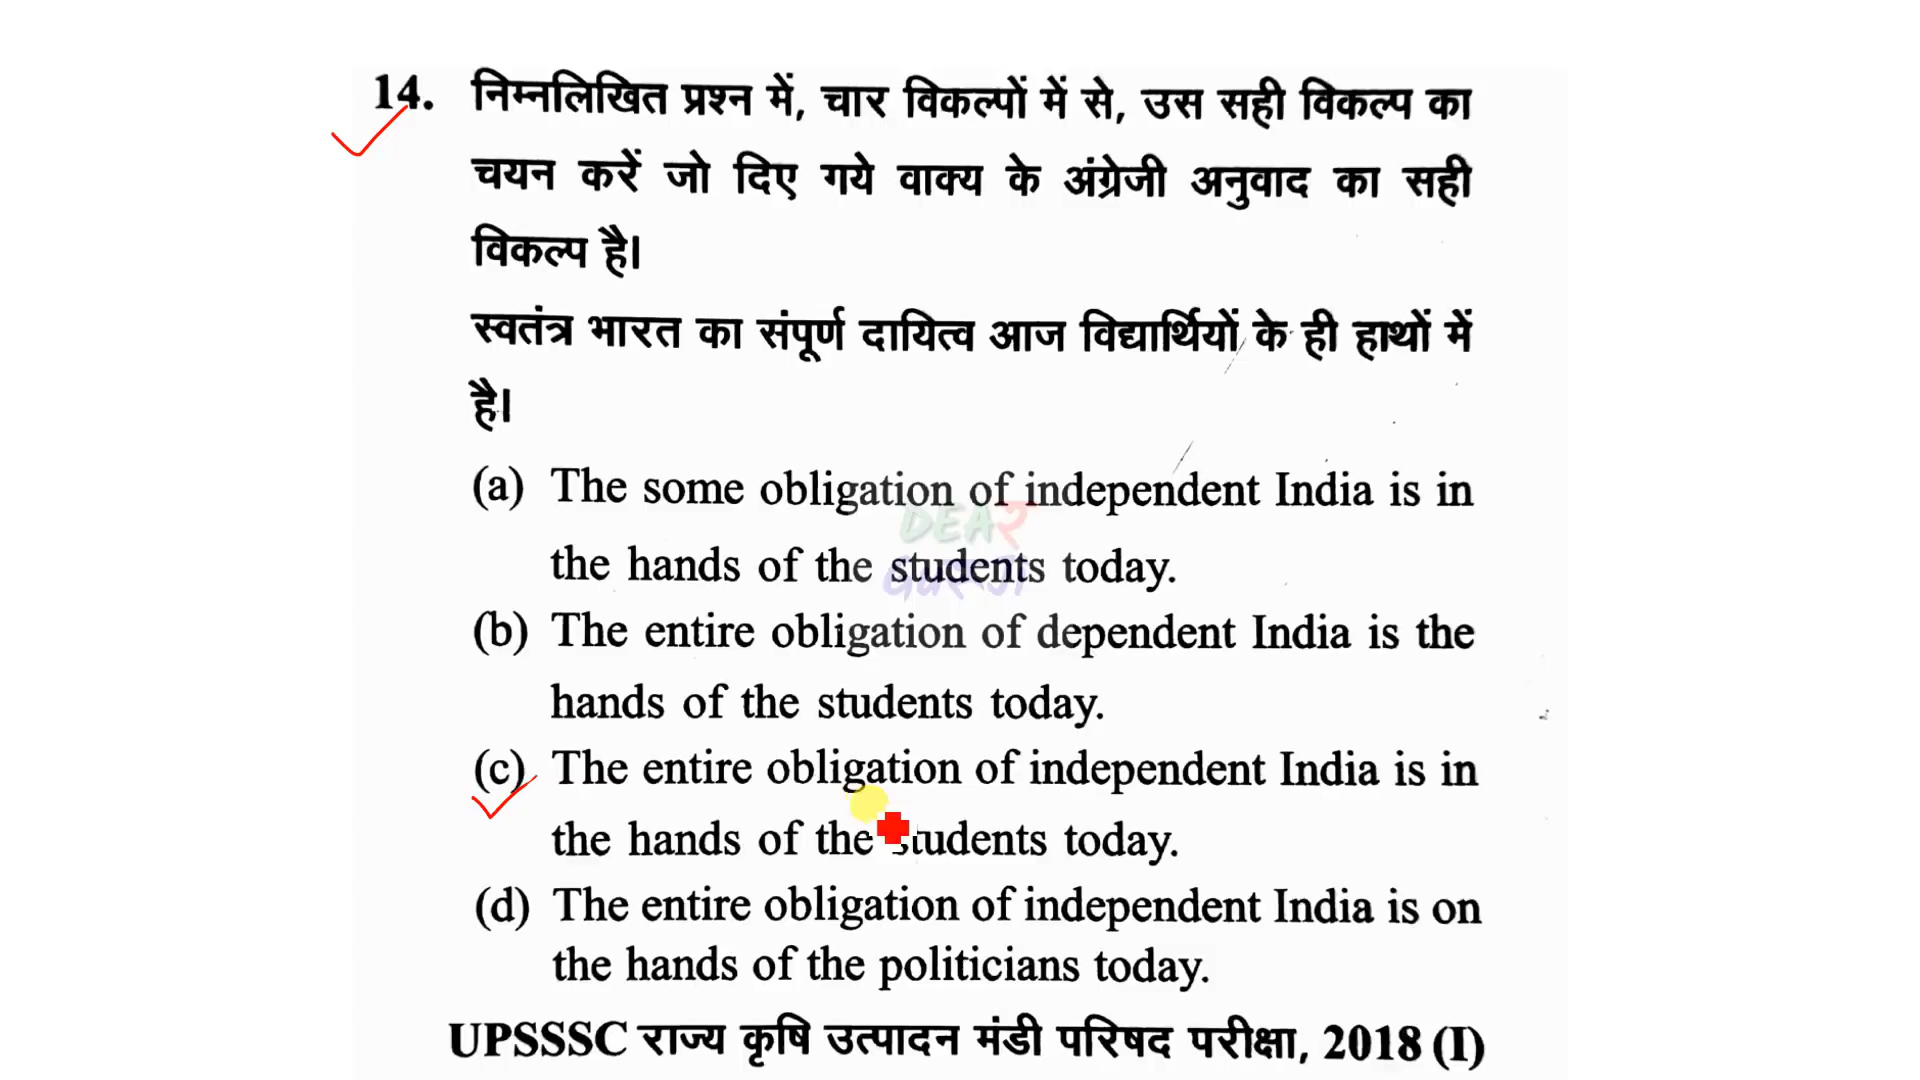 14. निम्नलिखित प्रश्न में, चार विकल्पों में से, उस सही विकल्प का
चयन करें जो दिए गये वाक्य के अंग्रेजी अनुवाद का सही
विकल्प है।
स्वतंत्र भारत का संपूर्ण दायित्व आज विद्यार्थियों के ही हाथों में
है।
(a) The some obligation of independent India is in
DEAR
the hands of the students today.
(b) The entire obligation of dependent India is the
hands of the students today.
(c) The entire obligation of independent India is in
the hands of the students today.
(d) The entire obligation of independent India is on
the hands of the politicians today.
UPSSSC राज्य कृषि उत्पादन मंडी परिषद परीक्षा, 2018 (I)